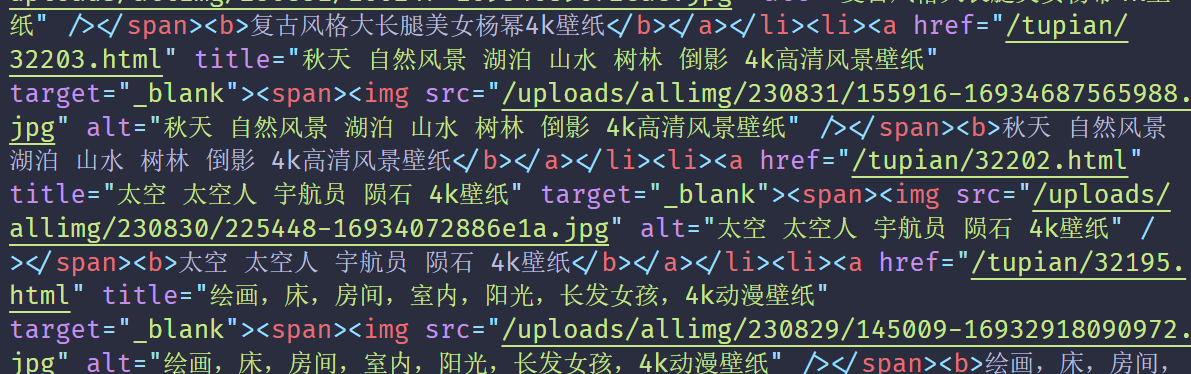 纸" /></span><b>复古风格大长腿美女杨幂4k壁纸</b></a></li><li><a href="/tupian/
32203.html" title="秋天 自然风景 湖泊 山水 树林 倒影 4k高清风景壁纸"
target="_blank"><span><img src="/uploads/allimg/230831/155916-16934687565988.
jpg" alt="秋天 自然风景 湖泊 山水 树林 倒影 4k高清风景壁纸" /></span><b>秋天 自然风景
湖泊 山水 树林 倒影 4k高清风景壁纸</b></a></li><li><a href="/tupian/32202.html"
title="太空 太空人 宇航员 陨石 4k壁纸" target="_blank"><span><img src="/uploads/
allimg/230830/225448-16934072886e1a.jpg" alt="太空 太空人 宇航员 陨石 4k壁纸" /
></span><b>太空 太空人 宇航员 陨石 4k壁纸</b></a></li><li><a href="/tupian/32195.
html" title="绘画，床，房间，室内，阳光，长发女孩，4k动漫壁纸"
target="_blank"><span><img src="/uploads/allimg/230829/145009-16932918090972.
jpg" alt="绘画，床，房间，室内，阳光，长发女孩，4k动漫壁纸" /></span><b>绘画，床，房间，